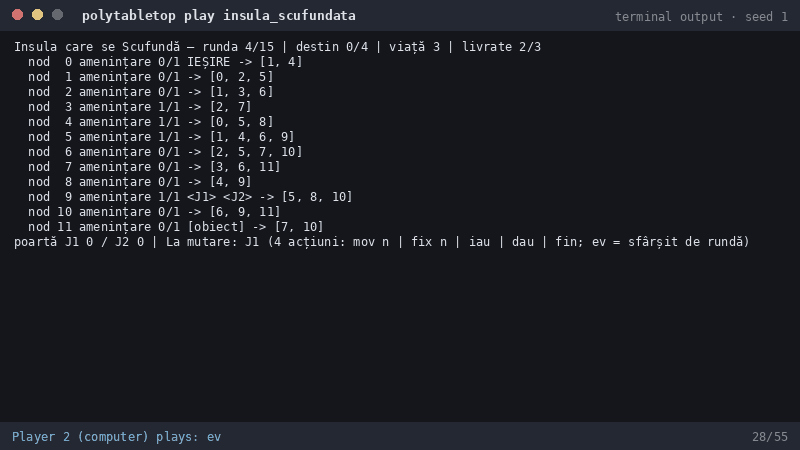 polytabletop play insula_scufundata
terminal output · seed 1
Insula care se Scufundă — runda 4/15 | destin 0/4 | viață 3 | livrate 2/3
nod 0 amenințare 0/1 IEȘIRE -> [1, 4]
nod 1 amenințare 0/1 -> [0, 2, 5]
nod 2 amenințare 0/1 -> [1, 3, 6]
nod 3 amenințare 1/1 -> [2, 7]
nod 4 amenințare 1/1 -> [0, 5, 8]
nod 5 amenințare 1/1 -> [1, 4, 6, 9]
nod 6 amenințare 0/1 -> [2, 5, 7, 10]
nod 7 amenințare 0/1 -> [3, 6, 11]
nod 8 amenințare 0/1 -> [4, 9]
nod 9 amenințare 1/1 <J1> <J2> -> [5, 8, 10]
nod 10 amenințare 0/1 -> [6, 9, 11]
nod 11 amenințare 0/1 [obiect] -> [7, 10]
poartă J1 0 / J2 0 | La mutare: J1 (4 acțiuni: mov n | fix n | iau | dau | fin; ev = sfârșit de rundă)
Player 2 (computer) plays: ev
28/55